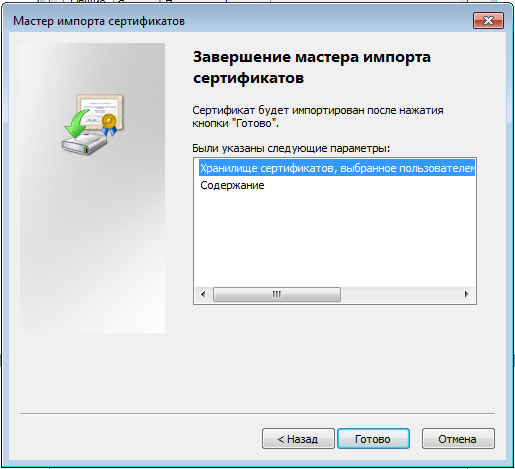 Мастер импорта сертификатов
Завершение мастера импорта
сертификатов
Сертификат будет импортирован после нажатия
кнопки "Готово".
Были указаны следующие параметры:
Хранилище сертификатов, выбранное пользователем
Содержание
< Назад
Готово
Отмена